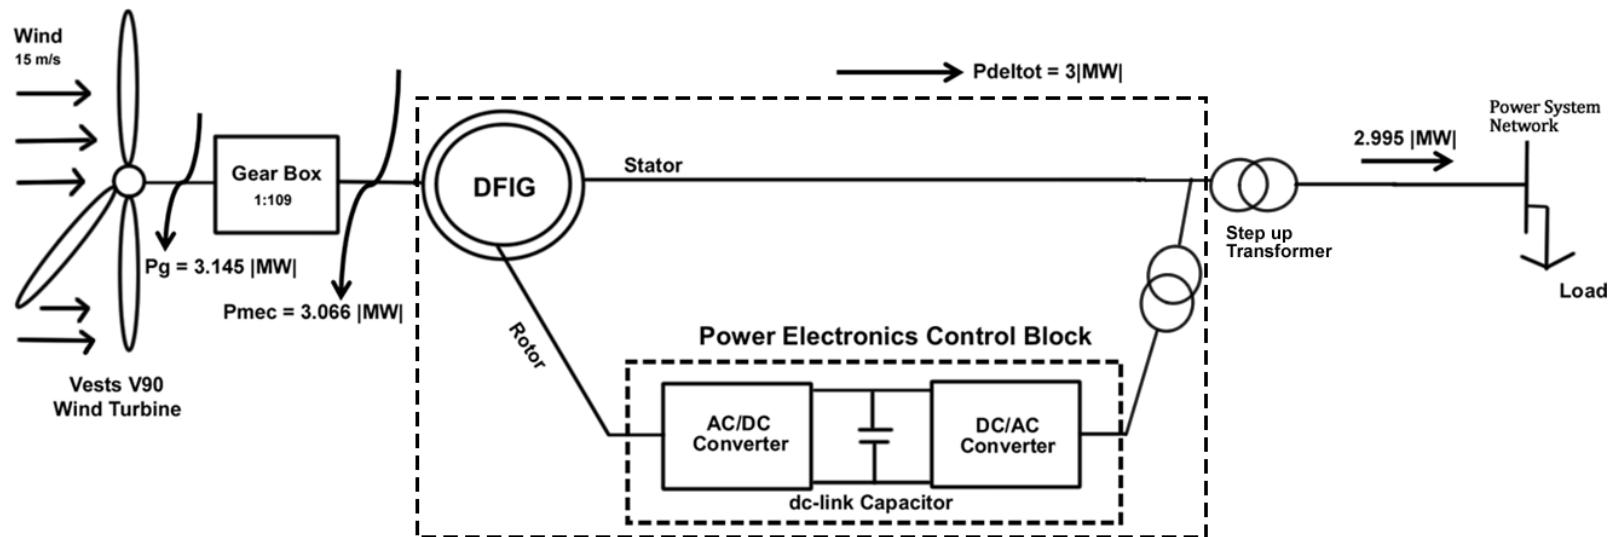 Wind
15 m/s
Pdeltot = 3|MW|
Power System
Network
2.995 |MW|
Gear Box
1:109
DFIG
Stator
Step up
Transformer
Pg = 3.145 |MW|
Pmec = 3.066 |MW|
Load
Rotor
Power Electronics Control Block
Vests V90
Wind Turbine
AC/DC
Converter
DC/AC
Converter
dc-link Capacitor